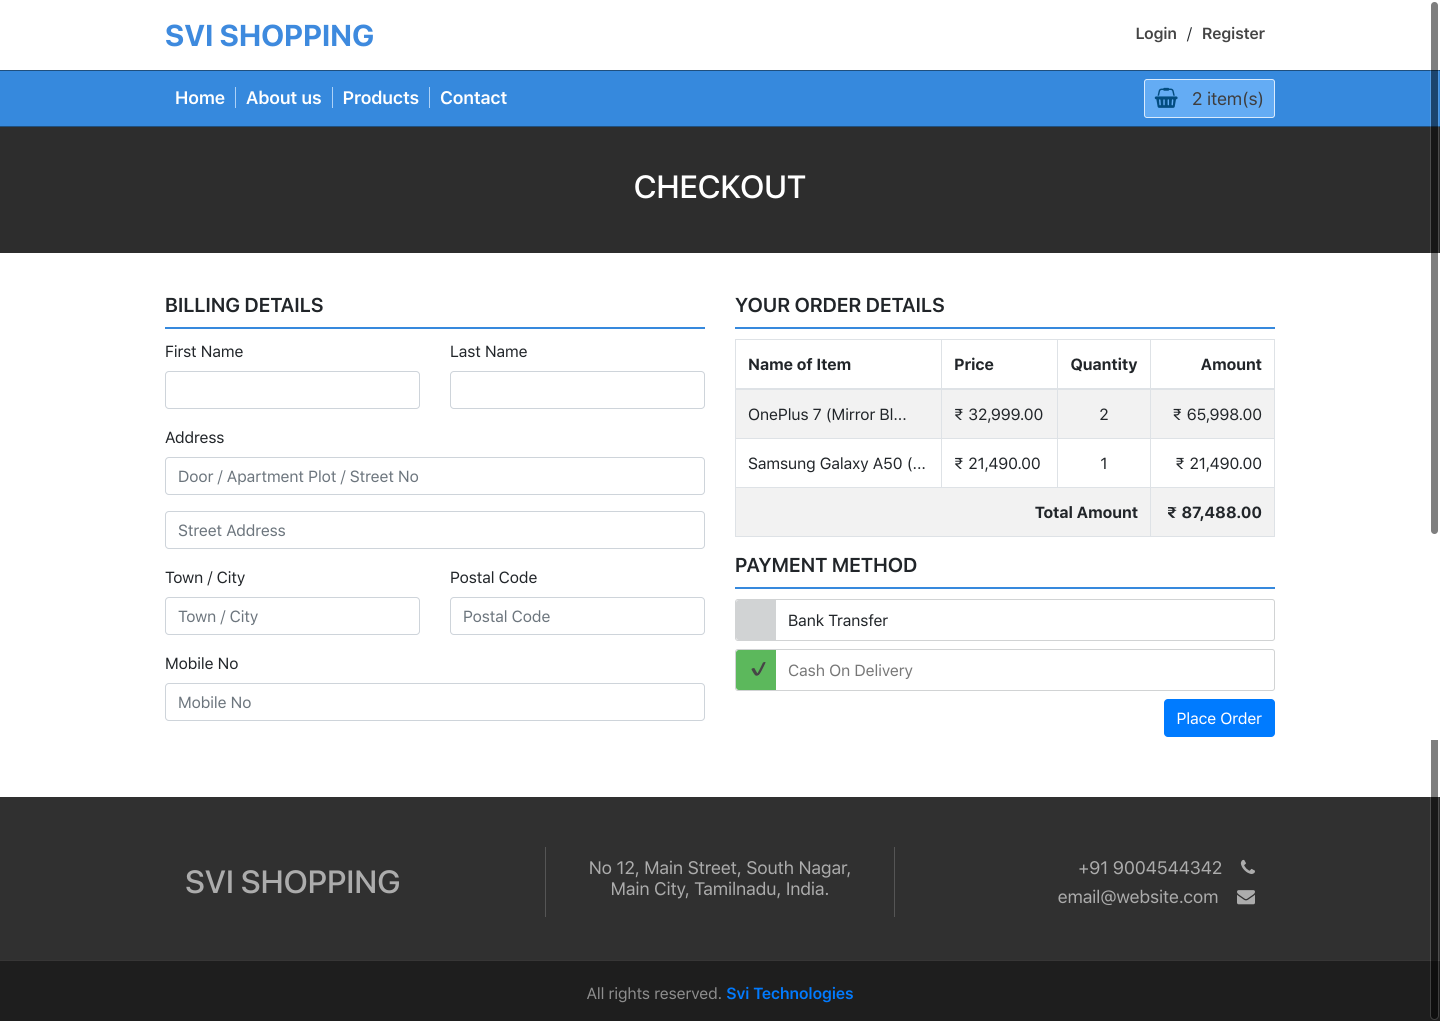 SVI SHOPPING
Login / Register
Home About us Products Contact
2 item(s)
CHECKOUT
BILLING DETAILS
First Name Last Name
Address
Door / Apartment Plot / Street No
Street Address
Town / City Postal Code
Town / City Postal Code
Mobile No
Mobile No
YOUR ORDER DETAILS
Name of Item Price Quantity Amount
OnePlus 7 (Mirror Bl... ₹ 32,999.00 2 ₹ 65,998.00
Samsung Galaxy A50 (... ₹ 21,490.00 1 ₹ 21,490.00
Total Amount ₹ 87,488.00
PAYMENT METHOD
Bank Transfer
Cash On Delivery
Place Order
SVI SHOPPING
No 12, Main Street, South Nagar,
Main City, Tamilnadu, India.
+91 9004544342
email@website.com
All rights reserved. Svi Technologies